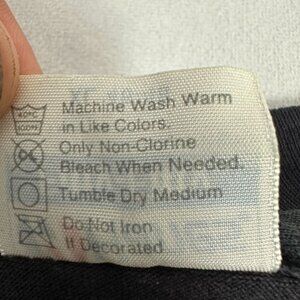 Machine Wash Warm
in Like Colors.
Only Non-Clorine
Bleach When Needed.
Tumble Dry Medium
Do Not Iron
If Decorated